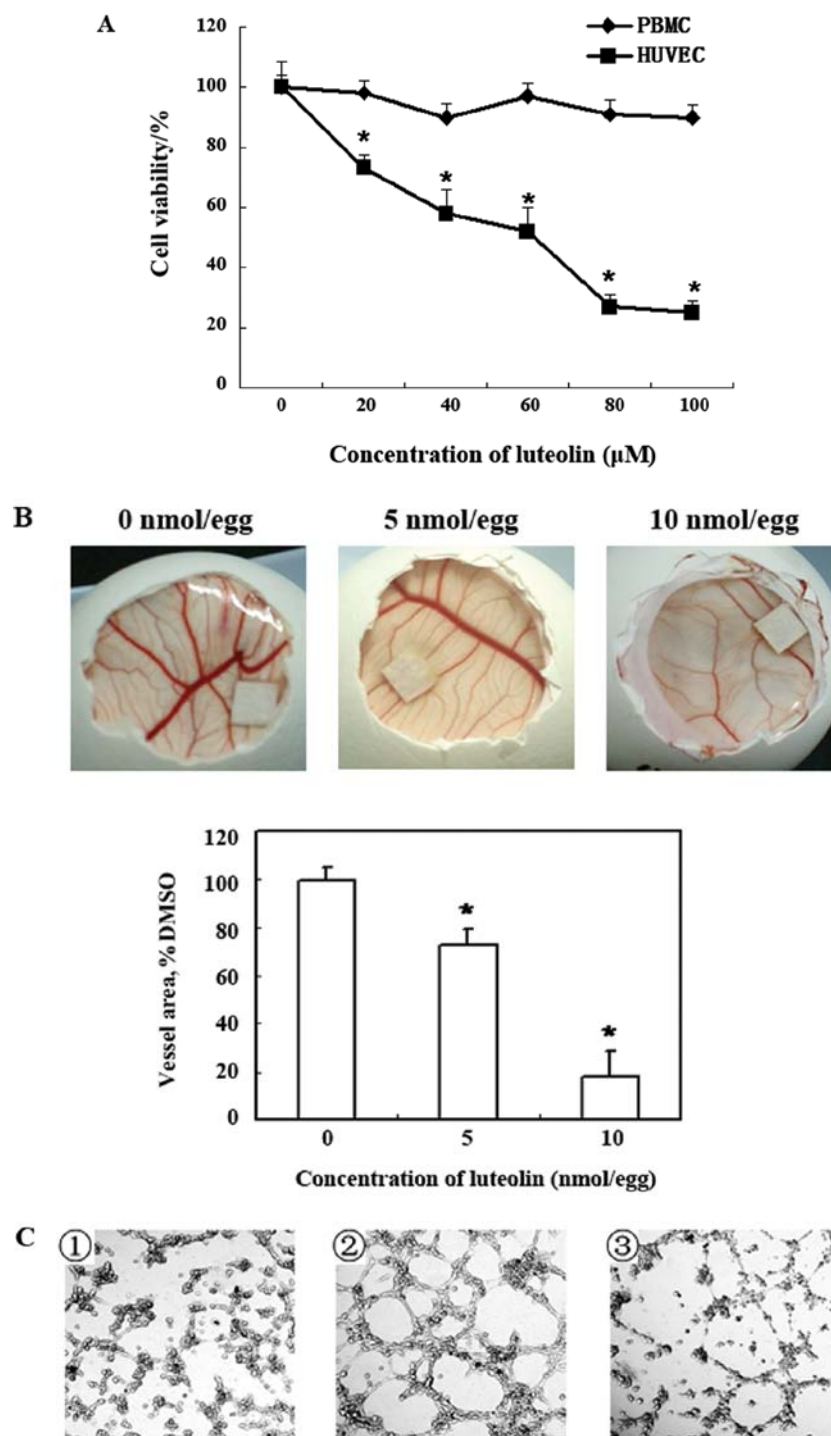 A
PBMC
HUVEC
120
100
80
60
40
20
0
Cell viability/%
* * * * *
0 20 40 60 80 100
Concentration of luteolin (μM)
B
0 nmol/egg 5 nmol/egg 10 nmol/egg
120
100
80
60
40
20
0
Vessel area, % DMSO
* *
0 5 10
Concentration of luteolin (nmol/egg)
C
① ② ③